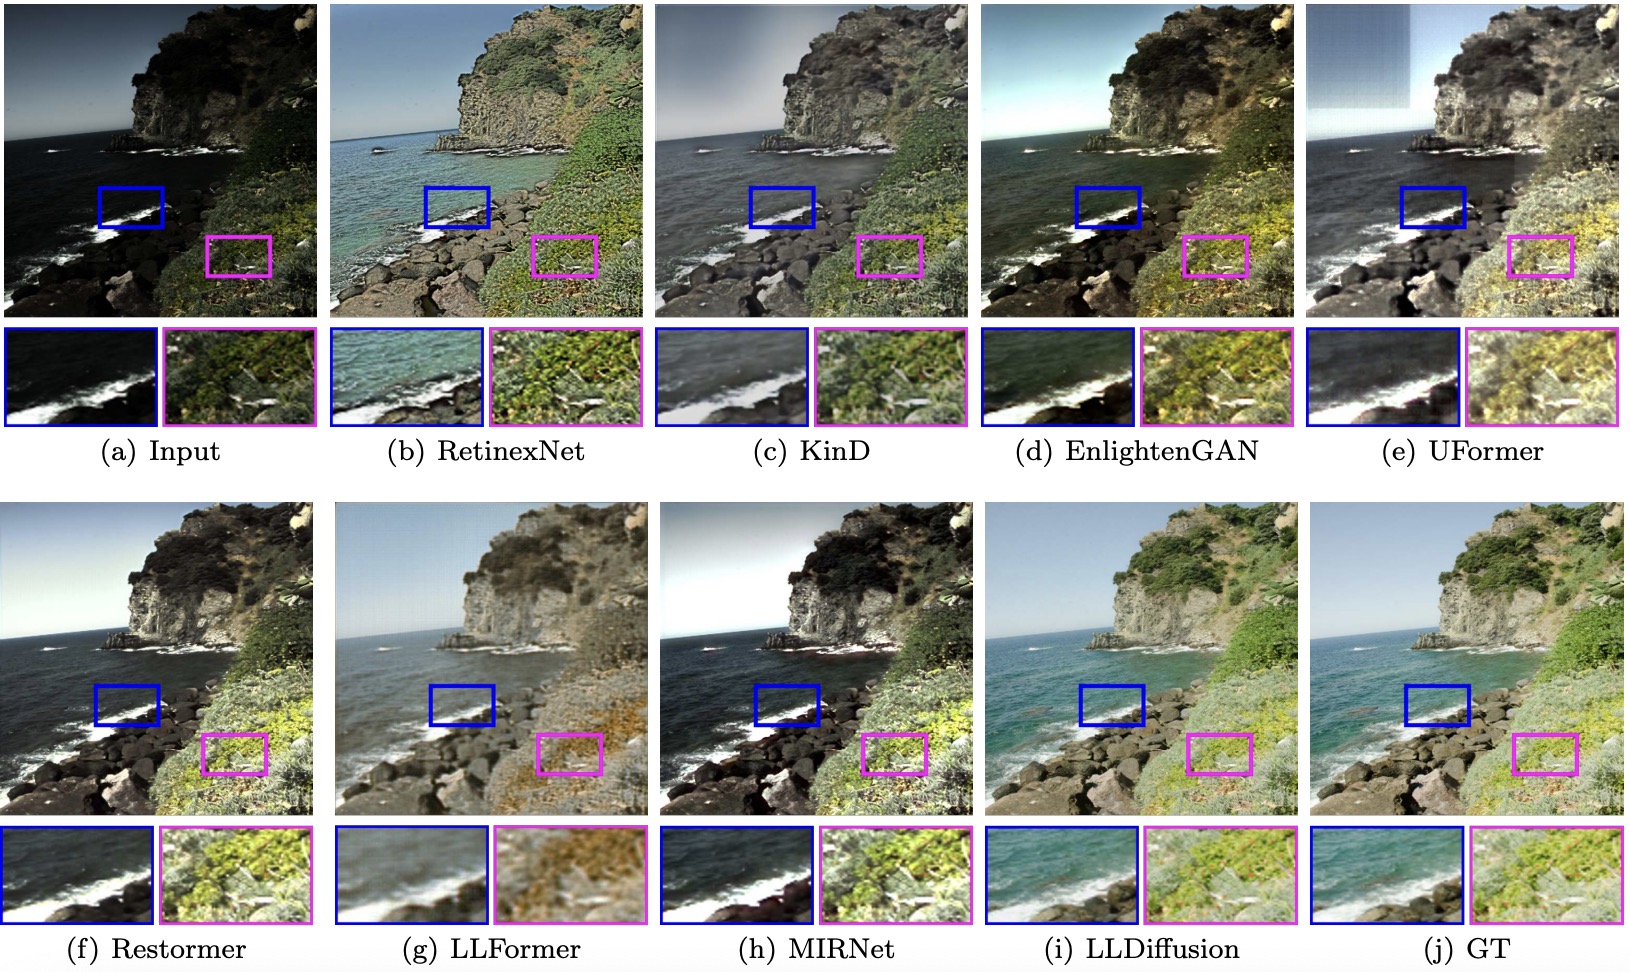 (a) Input
(b) RetinexNet
(c) KinD
(d) EnlightenGAN
(e) UFormer
(f) Restormer
(g) LLFormer
(h) MIRNet
(i) LLDiffusion
(j) GT